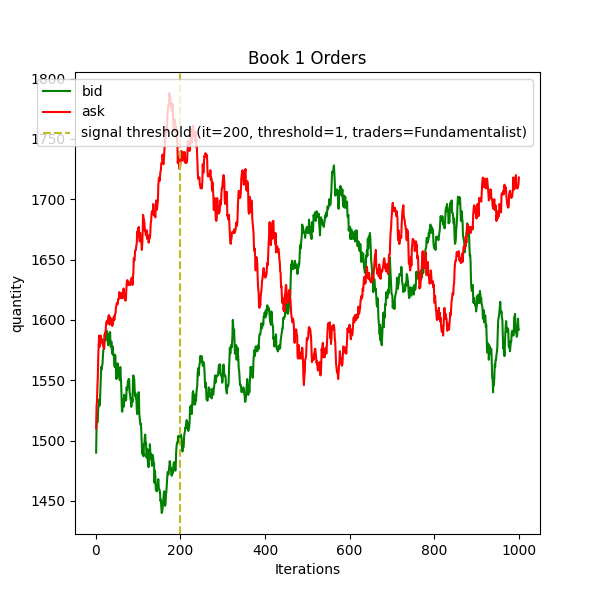 Book 1 Orders
bid
ask
signal threshold (it=200, threshold=1, traders=Fundamentalist)
1800
1750
1700
1650
1600
1550
1500
1450
quantity
0 200 400 600 800 1000
Iterations